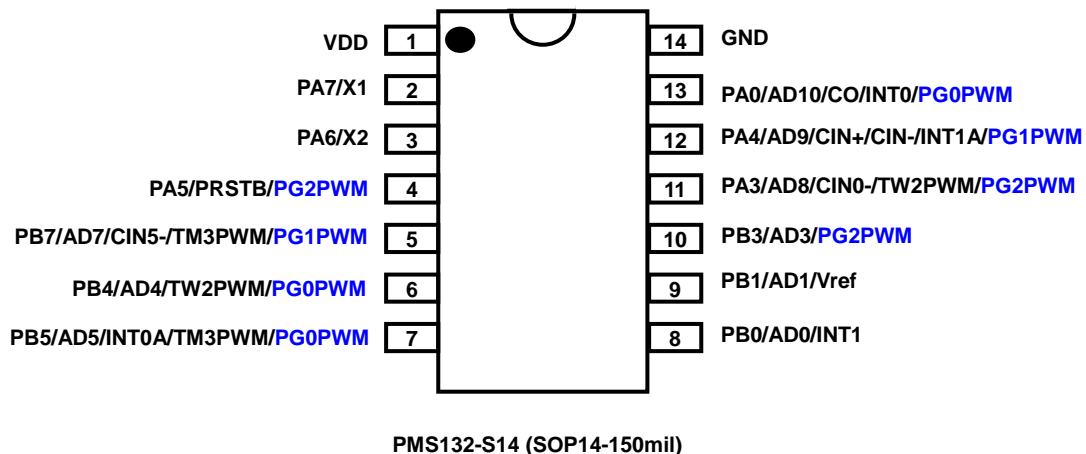 VDD 1 14 GND
PA7/X1 2 13 PA0/AD10/CO/INT0/PG0PWM
PA6/X2 3 12 PA4/AD9/CIN+/CIN-/INT1A/PG1PWM
PA5/PRSTB/PG2PWM 4 11 PA3/AD8/CIN0-/TW2PWM/PG2PWM
PB7/AD7/CIN5-/TM3PWM/PG1PWM 5 10 PB3/AD3/PG2PWM
PB4/AD4/TW2PWM/PG0PWM 6 9 PB1/AD1/Vref
PB5/AD5/INT0A/TM3PWM/PG0PWM 7 8 PB0/AD0/INT1
PMS132-S14 (SOP14-150mil)